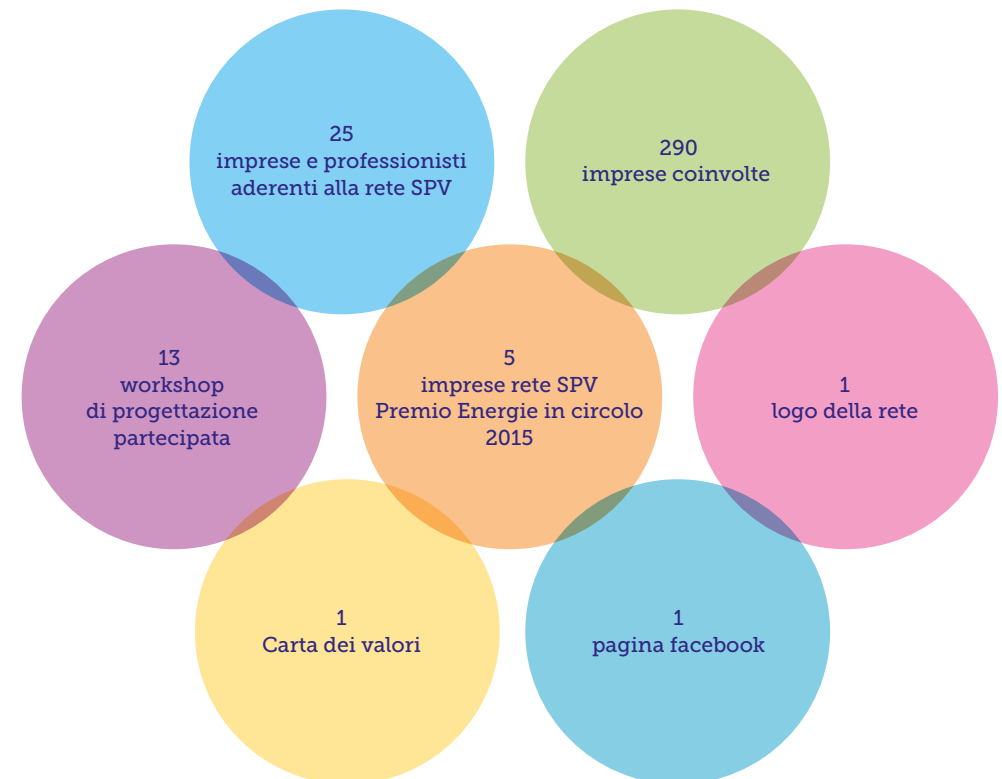 25
imprese e professionisti
aderenti alla rete SPV
290
imprese coinvolte
13
workshop
di progettazione
partecipata
5
imprese rete SPV
Premio Energie in circolo
2015
1
logo della rete
1
Carta dei valori
1
pagina facebook